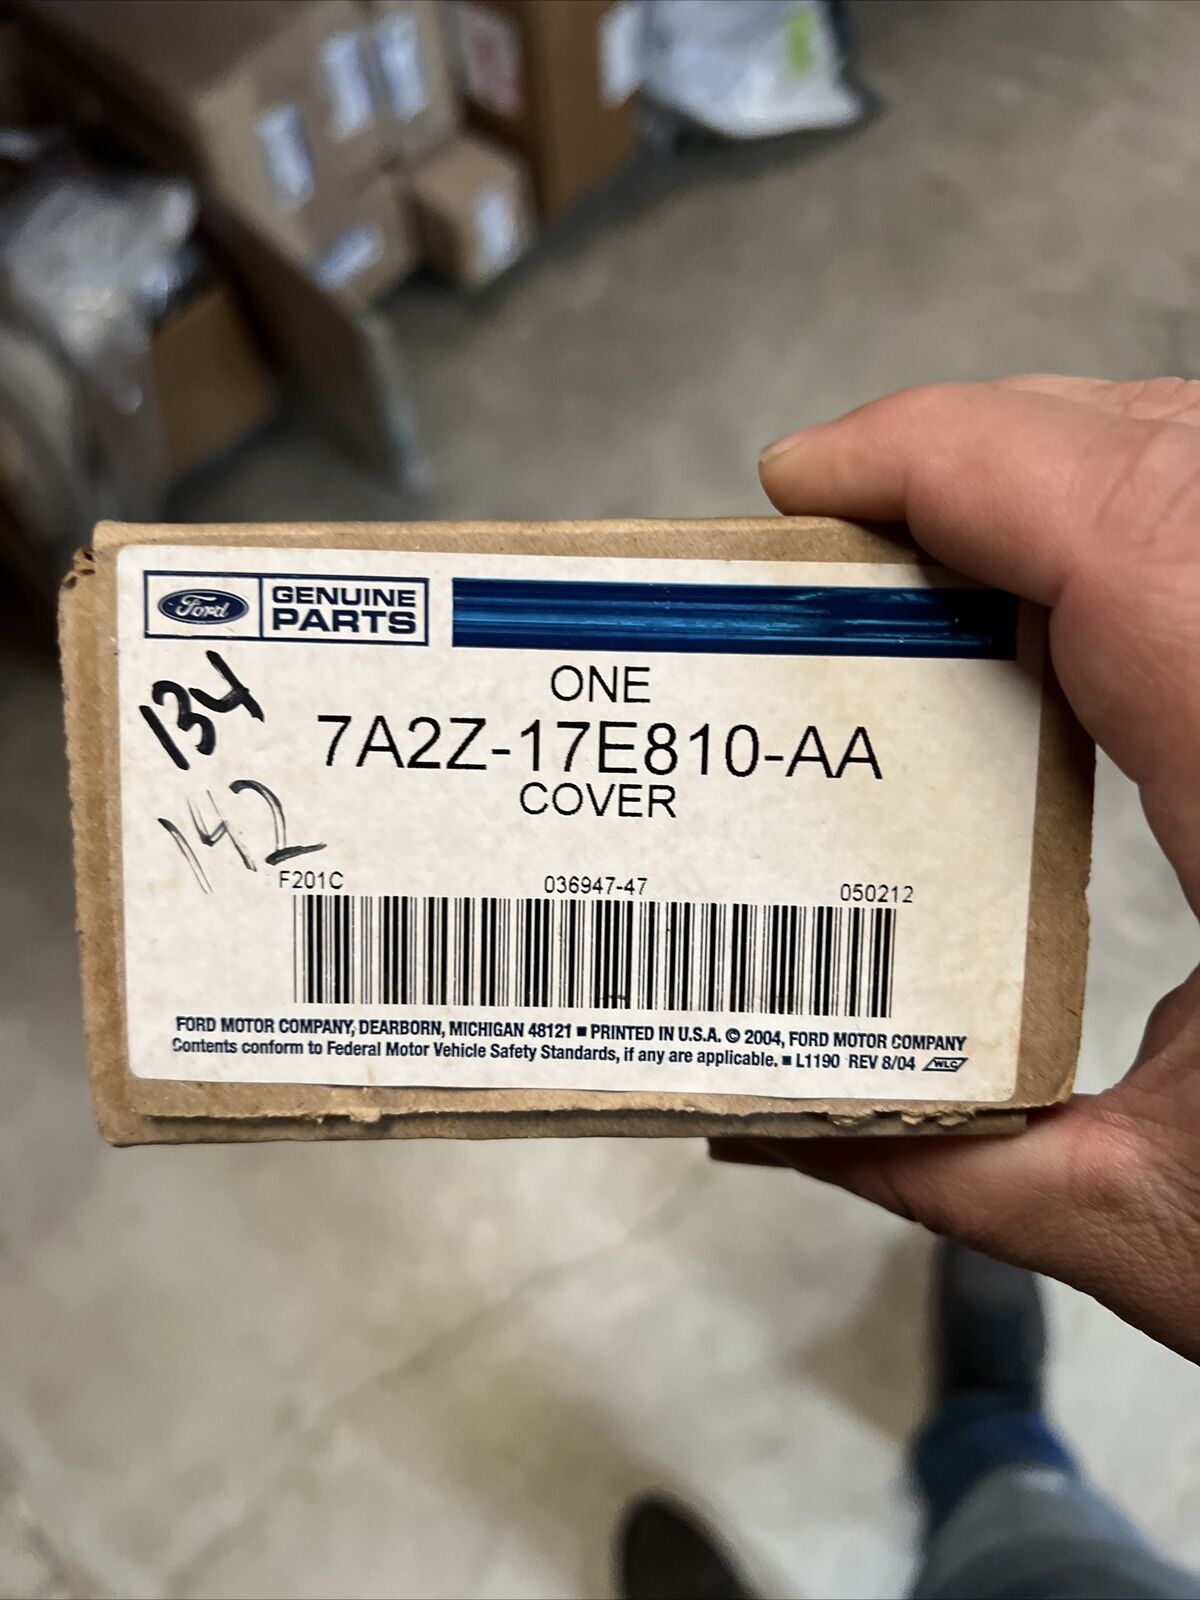 Ford GENUINE PARTS
ONE
134
7A2Z-17E810-AA
COVER
142
F201C 036947-47 050212
FORD MOTOR COMPANY, DEARBORN, MICHIGAN 48121 ■ PRINTED IN U.S.A. © 2004, FORD MOTOR COMPANY
Contents conform to Federal Motor Vehicle Safety Standards, if any are applicable. ■ L1190 REV 8/04 WLC